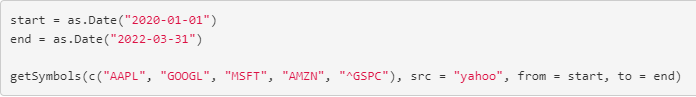 start = as.Date("2020-01-01")
end = as.Date("2022-03-31")
getSymbols(c("AAPL", "GOOGL", "MSFT", "AMZN", "^GSPC"), src = "yahoo", from = start, to = end)